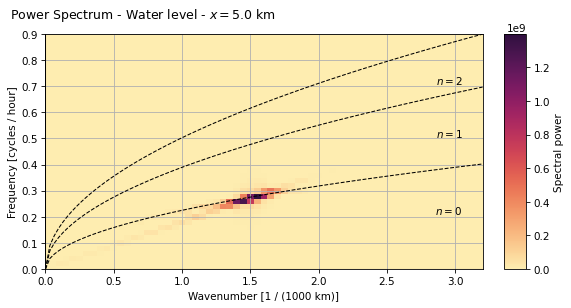 Power Spectrum - Water level - x = 5.0 km
1e9
0.9
0.8
0.7
0.6
0.5
0.4
0.3
0.2
0.1
0.0
Frequency [cycles / hour]
n = 2
n = 1
n = 0
0.0 0.5 1.0 1.5 2.0 2.5 3.0
Wavenumber [1 / (1000 km)]
1.2
1.0
0.8
0.6
0.4
0.2
0.0
Spectral power